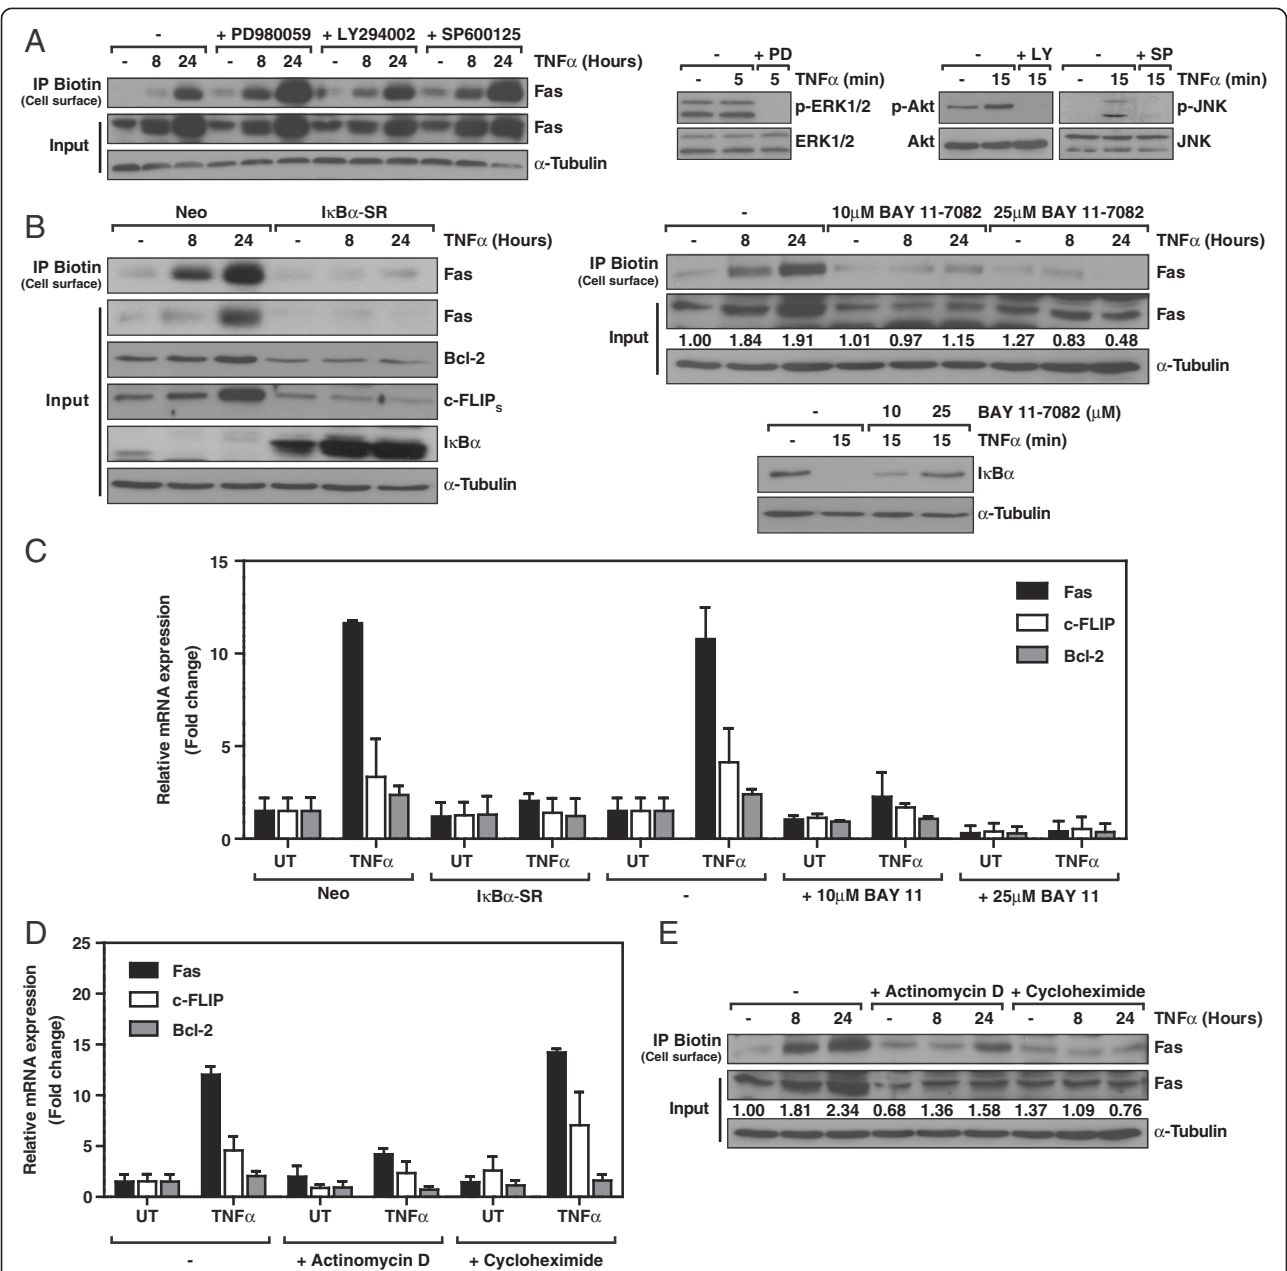 A
- + PD980059 + LY294002 + SP600125
- 8 24 - 8 24 - 8 24 - 8 24 TNFα (Hours)
IP Biotin
(Cell surface)
Fas
Input
Fas
α-Tubulin
- + PD
- 5 5 TNFα (min)
p-ERK1/2
ERK1/2
- + LY
- 15 15
p-Akt
Akt
- + SP
- 15 15 TNFα (min)
p-JNK
JNK
B
Neo IκBα-SR
- 8 24 - 8 24 TNFα (Hours)
IP Biotin
(Cell surface)
Fas
Input
Fas
Bcl-2
c-FLIPS
IκBα
α-Tubulin
- 10μM BAY 11-7082 25μM BAY 11-7082
- 8 24 - 8 24 - 8 24 TNFα (Hours)
IP Biotin
(Cell surface)
Fas
Input
Fas
1.00 1.84 1.91 1.01 0.97 1.15 1.27 0.83 0.48
α-Tubulin
- 10 25 BAY 11-7082 (μM)
- 15 15 15 TNFα (min)
IκBα
α-Tubulin
C
Relative mRNA expression
(Fold change)
15
10
5
0
Fas
c-FLIP
Bcl-2
UT TNFα UT TNFα UT TNFα UT TNFα UT TNFα
Neo IκBα-SR - + 10μM BAY 11 + 25μM BAY 11
D
Relative mRNA expression
(Fold change)
25
20
15
10
5
0
Fas
c-FLIP
Bcl-2
UT TNFα UT TNFα UT TNFα
- + Actinomycin D + Cycloheximide
E
- + Actinomycin D + Cycloheximide
- 8 24 - 8 24 - 8 24 TNFα (Hours)
IP Biotin
(Cell surface)
Fas
Input
Fas
1.00 1.81 2.34 0.68 1.36 1.58 1.37 1.09 0.76
α-Tubulin